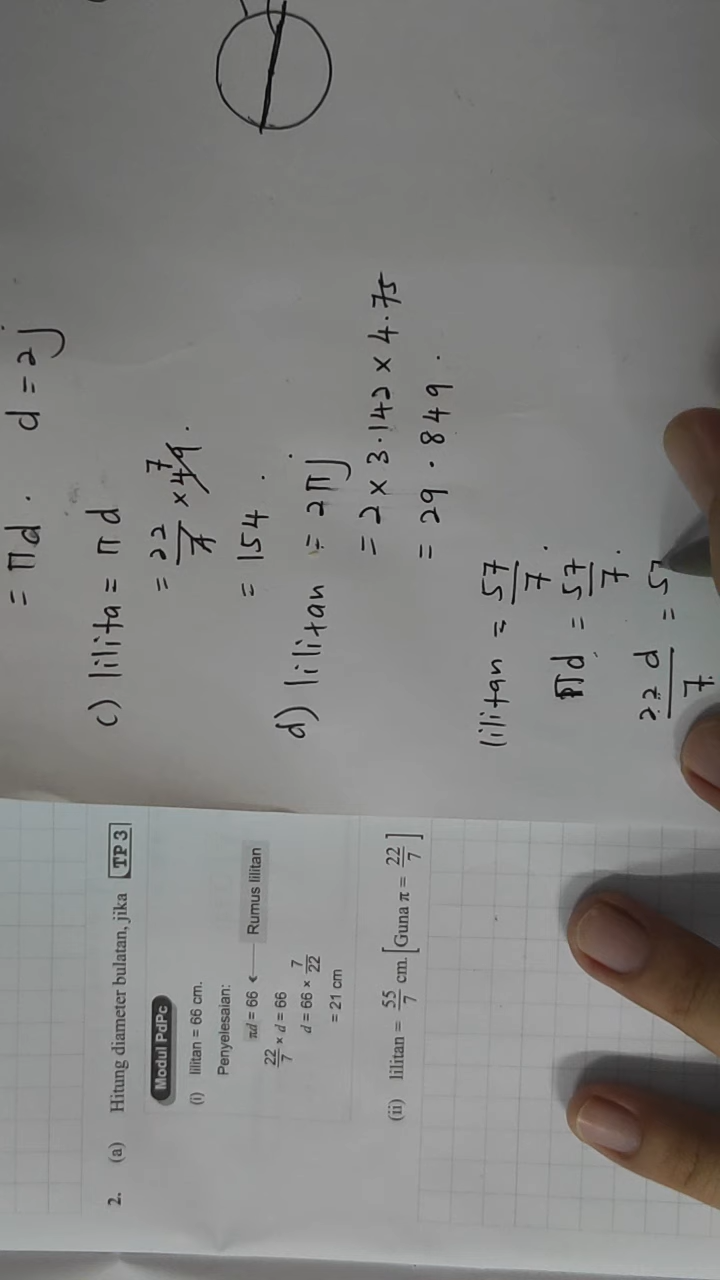 = πd. d = 2j
c) lilita = πd
= 22/7 × 49. 7
= 154.
d) lilitan = 2πj
= 2 × 3.142 × 4.75
= 29.849.
lilitan = 57/7.
πd = 57/7.
22d/7 = 57
2. (a) Hitung diameter bulatan, jika TP 3
Modul PdPc
(i) lilitan = 66 cm.
Penyelesaian:
πd = 66 ← Rumus lilitan
22/7 × d = 66
d = 66 × 7/22
= 21 cm
(ii) lilitan = 55/7 cm. [Guna π = 22/7]